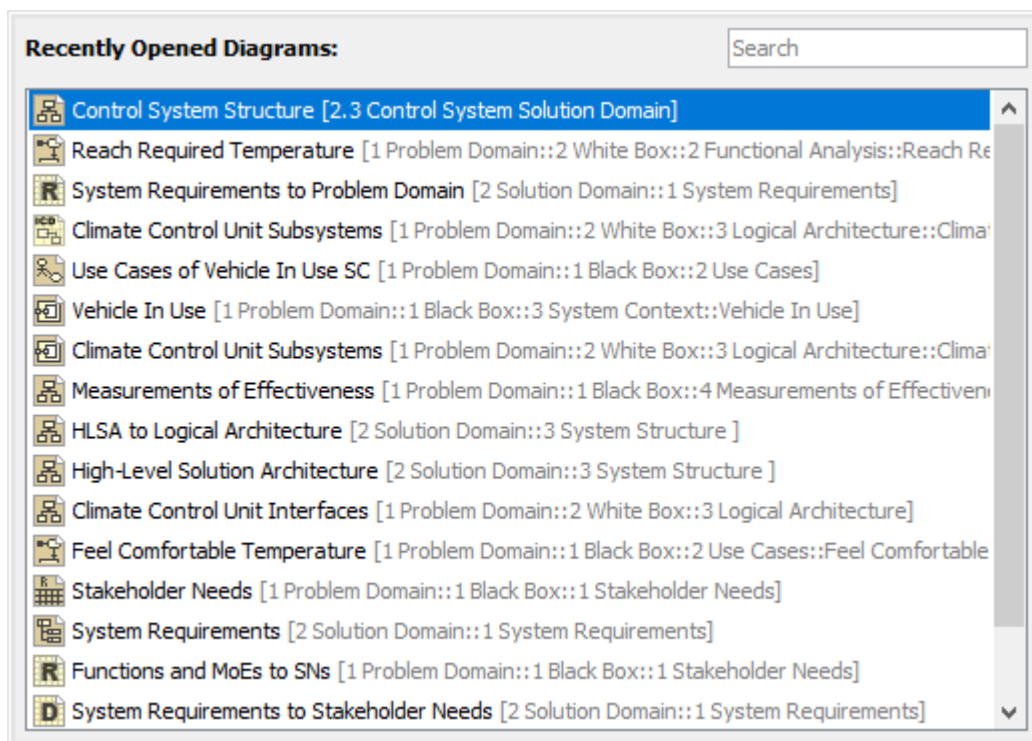 Recently Opened Diagrams:
Search
Control System Structure [2.3 Control System Solution Domain]
Reach Required Temperature [1 Problem Domain::2 White Box::2 Functional Analysis::Reach Re
R System Requirements to Problem Domain [2 Solution Domain::1 System Requirements]
ICD Climate Control Unit Subsystems [1 Problem Domain::2 White Box::3 Logical Architecture::Climat
Use Cases of Vehicle In Use SC [1 Problem Domain::1 Black Box::2 Use Cases]
Vehicle In Use [1 Problem Domain::1 Black Box::3 System Context::Vehicle In Use]
Climate Control Unit Subsystems [1 Problem Domain::2 White Box::3 Logical Architecture::Climat
Measurements of Effectiveness [1 Problem Domain::1 Black Box::4 Measurements of Effectiven
HLSA to Logical Architecture [2 Solution Domain::3 System Structure ]
High-Level Solution Architecture [2 Solution Domain::3 System Structure ]
Climate Control Unit Interfaces [1 Problem Domain::2 White Box::3 Logical Architecture]
Feel Comfortable Temperature [1 Problem Domain::1 Black Box::2 Use Cases::Feel Comfortable
R Stakeholder Needs [1 Problem Domain::1 Black Box::1 Stakeholder Needs]
System Requirements [2 Solution Domain::1 System Requirements]
R Functions and MoEs to SNs [1 Problem Domain::1 Black Box::1 Stakeholder Needs]
D System Requirements to Stakeholder Needs [2 Solution Domain::1 System Requirements]